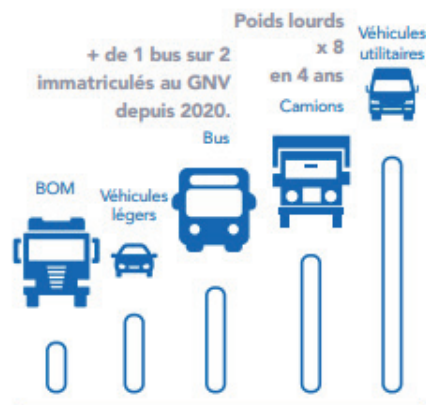 Poids lourds
x 8
en 4 ans
Camions
Véhicules
utilitaires
+ de 1 bus sur 2
immatriculés au GNV
depuis 2020.
Bus
BOM
Véhicules
légers